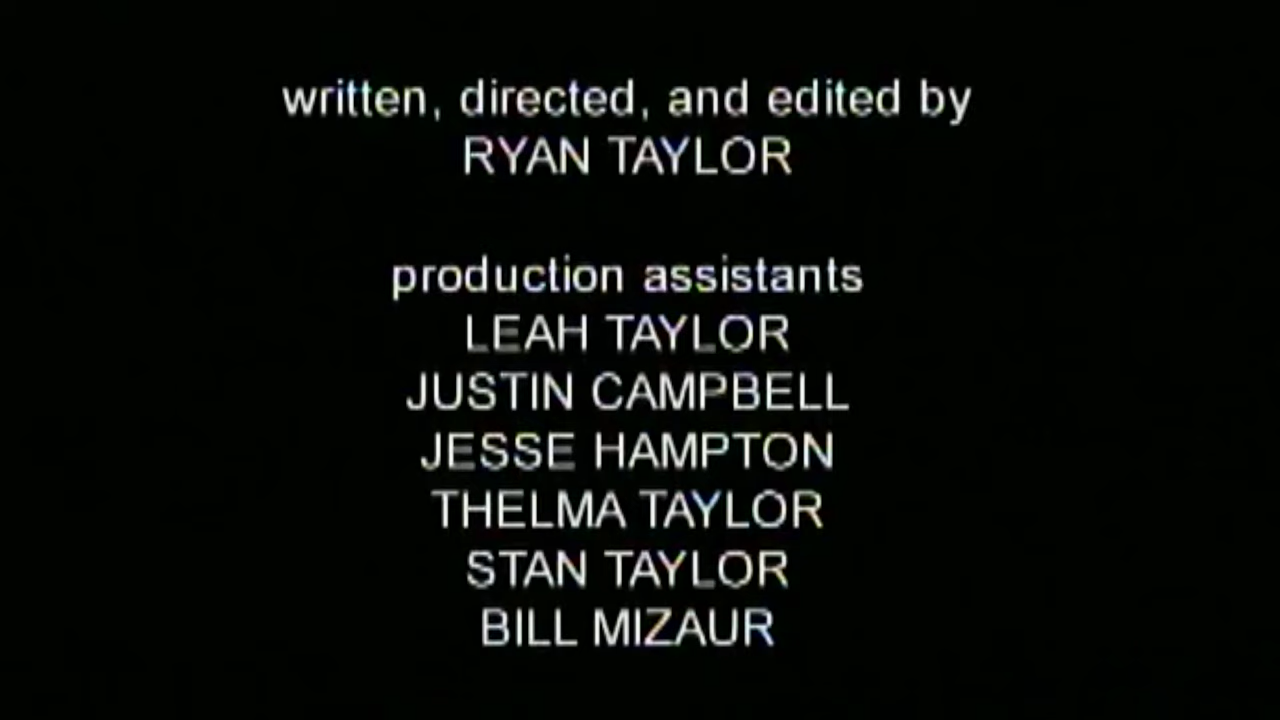 written, directed, and edited by
RYAN TAYLOR
production assistants
LEAH TAYLOR
JUSTIN CAMPBELL
JESSE HAMPTON
THELMA TAYLOR
STAN TAYLOR
BILL MIZAUR